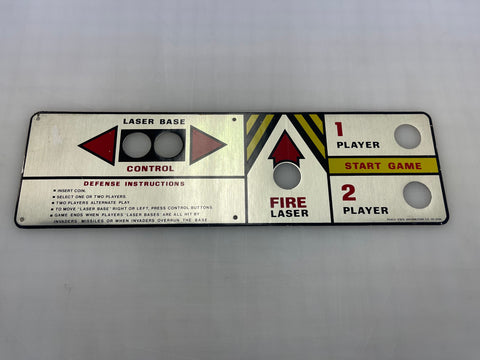 LASER BASE
CONTROL
DEFENSE INSTRUCTIONS
INSERT COIN.
SELECT ONE OR TWO PLAYERS.
TWO PLAYERS ALTERNATE PLAY.
TO MOVE "LASER BASE" RIGHT OR LEFT, PRESS CONTROL BUTTONS.
GAME ENDS WHEN PLAYERS' "LASER BASES" ARE ALL HIT BY
INVADERS MISSILES OR WHEN INVADERS OVERRUN THE BASE.
FIRE
LASER
1
PLAYER
START GAME
2
PLAYER